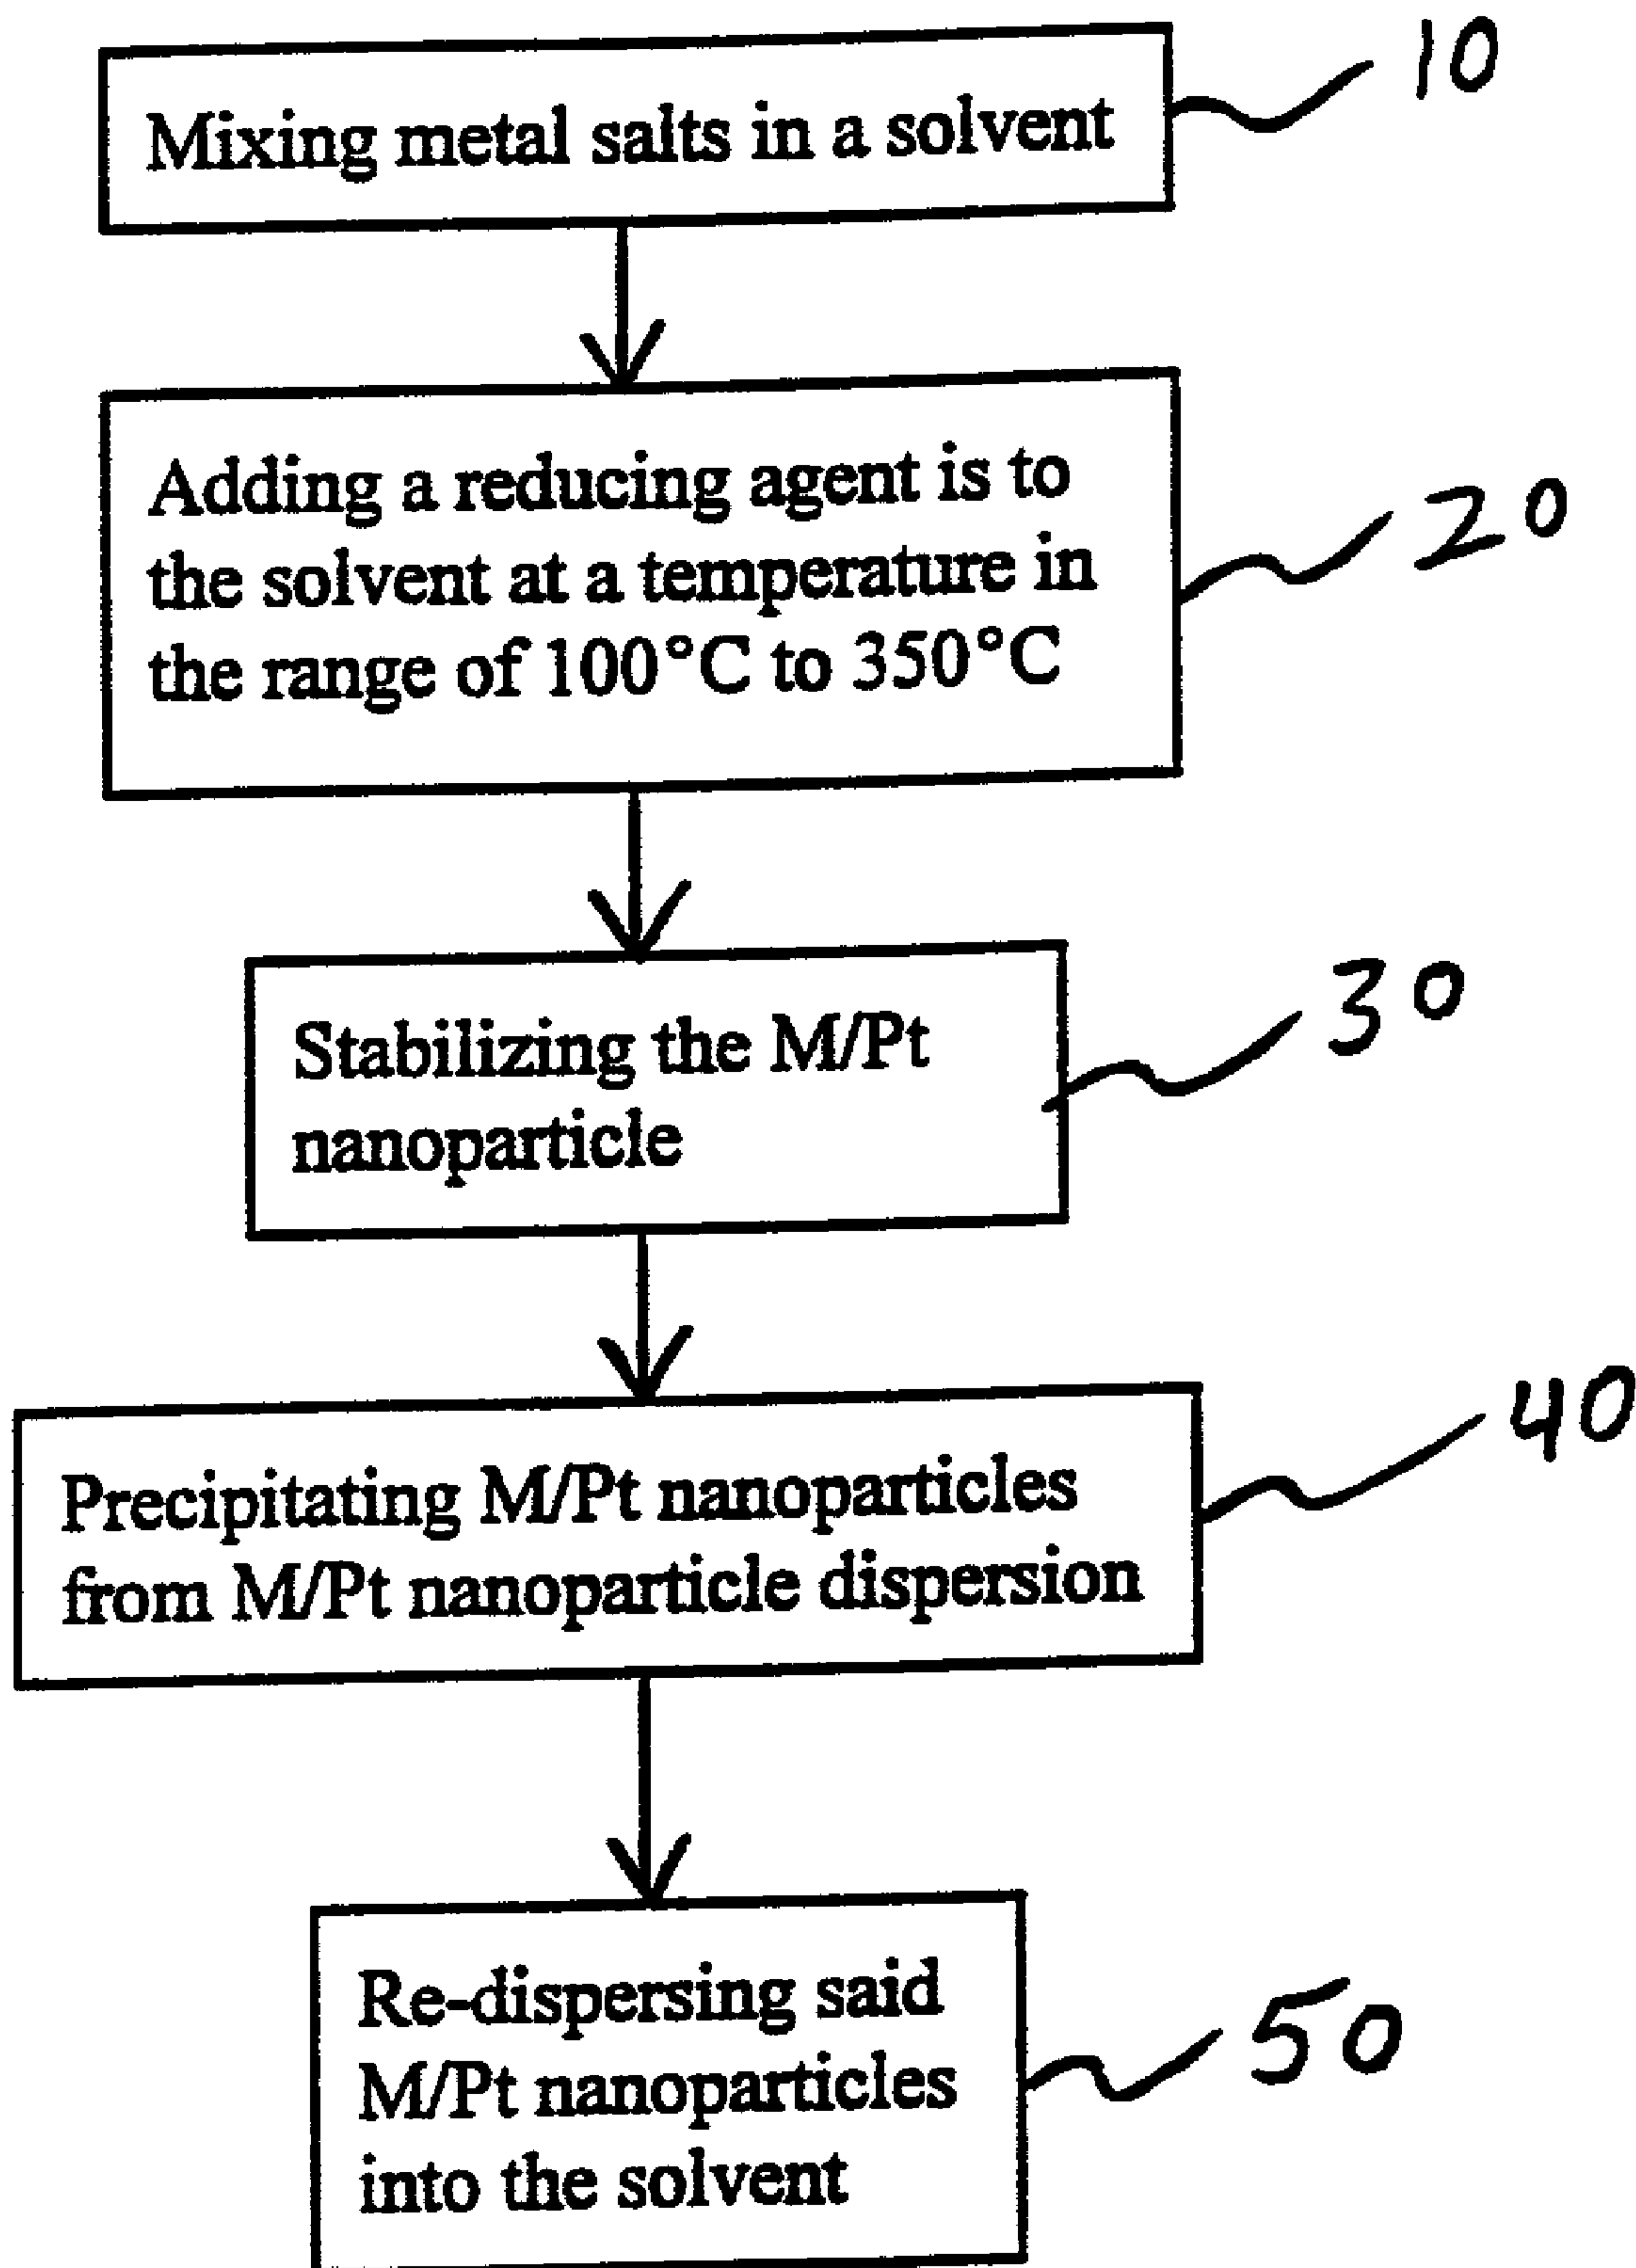 Mixing metal salts in a solvent
10
Adding a reducing agent is to
the solvent at a temperature in
the range of 100°C to 350°C
20
Stabilizing the M/Pt
nanoparticle
30
Precipitating M/Pt nanoparticles
from M/Pt nanoparticle dispersion
40
Re-dispersing said
M/Pt nanoparticles
into the solvent
50